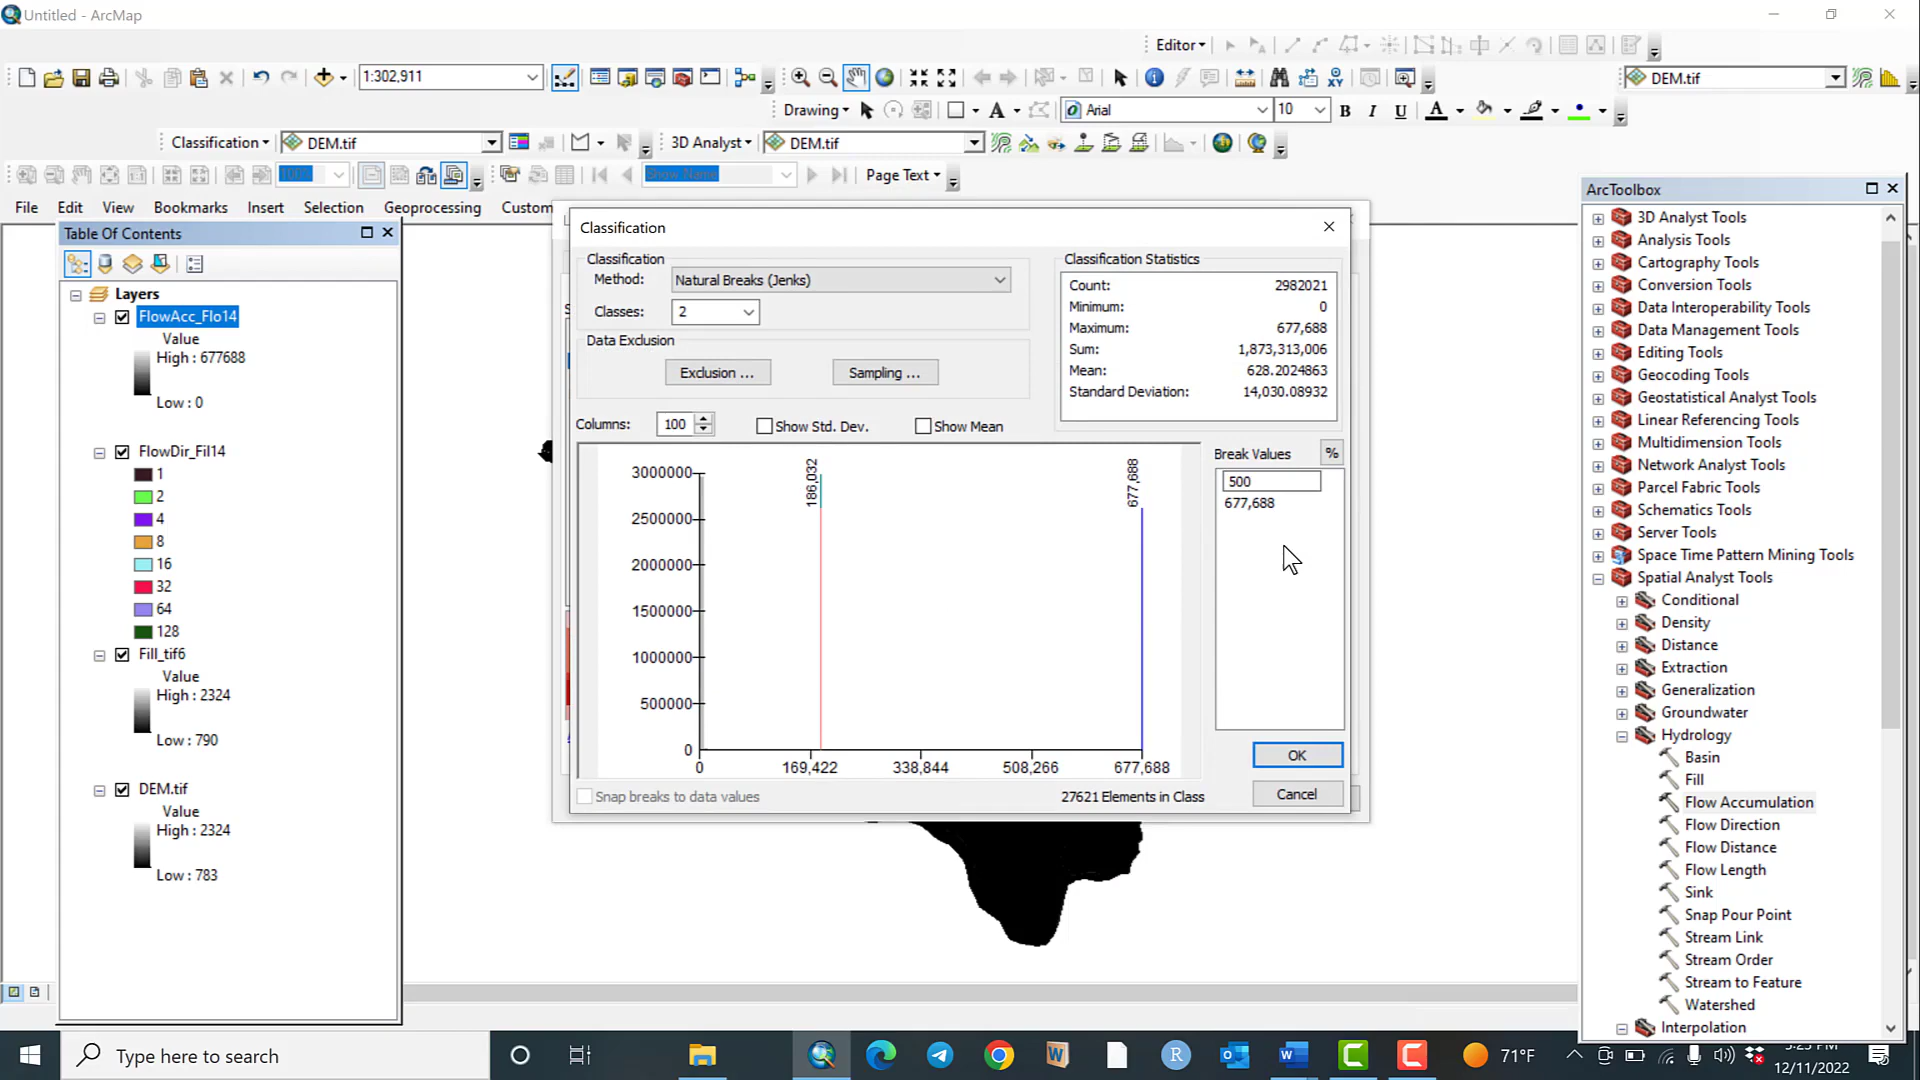 Untitled - ArcMap
Editor
1:302,911
DEM.tif
Drawing
A
Arial
10
B
I
U
A
Classification
DEM.tif
3D Analyst
DEM.tif
100%
Show Name
Page Text
File
Edit
View
Bookmarks
Insert
Selection
Geoprocessing
Custom
Table Of Contents
Layers
FlowAcc_Flo14
Value
High : 677688
Low : 0
FlowDir_Fil14
1
2
4
8
16
32
64
128
Fill_tif6
Value
High : 2324
Low : 790
DEM.tif
Value
High : 2324
Low : 783
Classification
Classification
Method:
Natural Breaks (Jenks)
Classes:
2
Data Exclusion
Exclusion ...
Sampling ...
Classification Statistics
Count: 2982021
Minimum: 0
Maximum: 677,688
Sum: 1,873,313,006
Mean: 628.2024863
Standard Deviation: 14,030.08932
Columns:
100
Show Std. Dev.
Show Mean
Break Values
%
500
677,688
3000000
2500000
2000000
1500000
1000000
500000
0
186,032
677,688
0
169,422
338,844
508,266
677,688
Snap breaks to data values
27621 Elements in Class
OK
Cancel
ArcToolbox
3D Analyst Tools
Analysis Tools
Cartography Tools
Conversion Tools
Data Interoperability Tools
Data Management Tools
Editing Tools
Geocoding Tools
Geostatistical Analyst Tools
Linear Referencing Tools
Multidimension Tools
Network Analyst Tools
Parcel Fabric Tools
Schematics Tools
Server Tools
Space Time Pattern Mining Tools
Spatial Analyst Tools
Conditional
Density
Distance
Extraction
Generalization
Groundwater
Hydrology
Basin
Fill
Flow Accumulation
Flow Direction
Flow Distance
Flow Length
Sink
Snap Pour Point
Stream Link
Stream Order
Stream to Feature
Watershed
Interpolation
Type here to search
71°F
12/11/2022